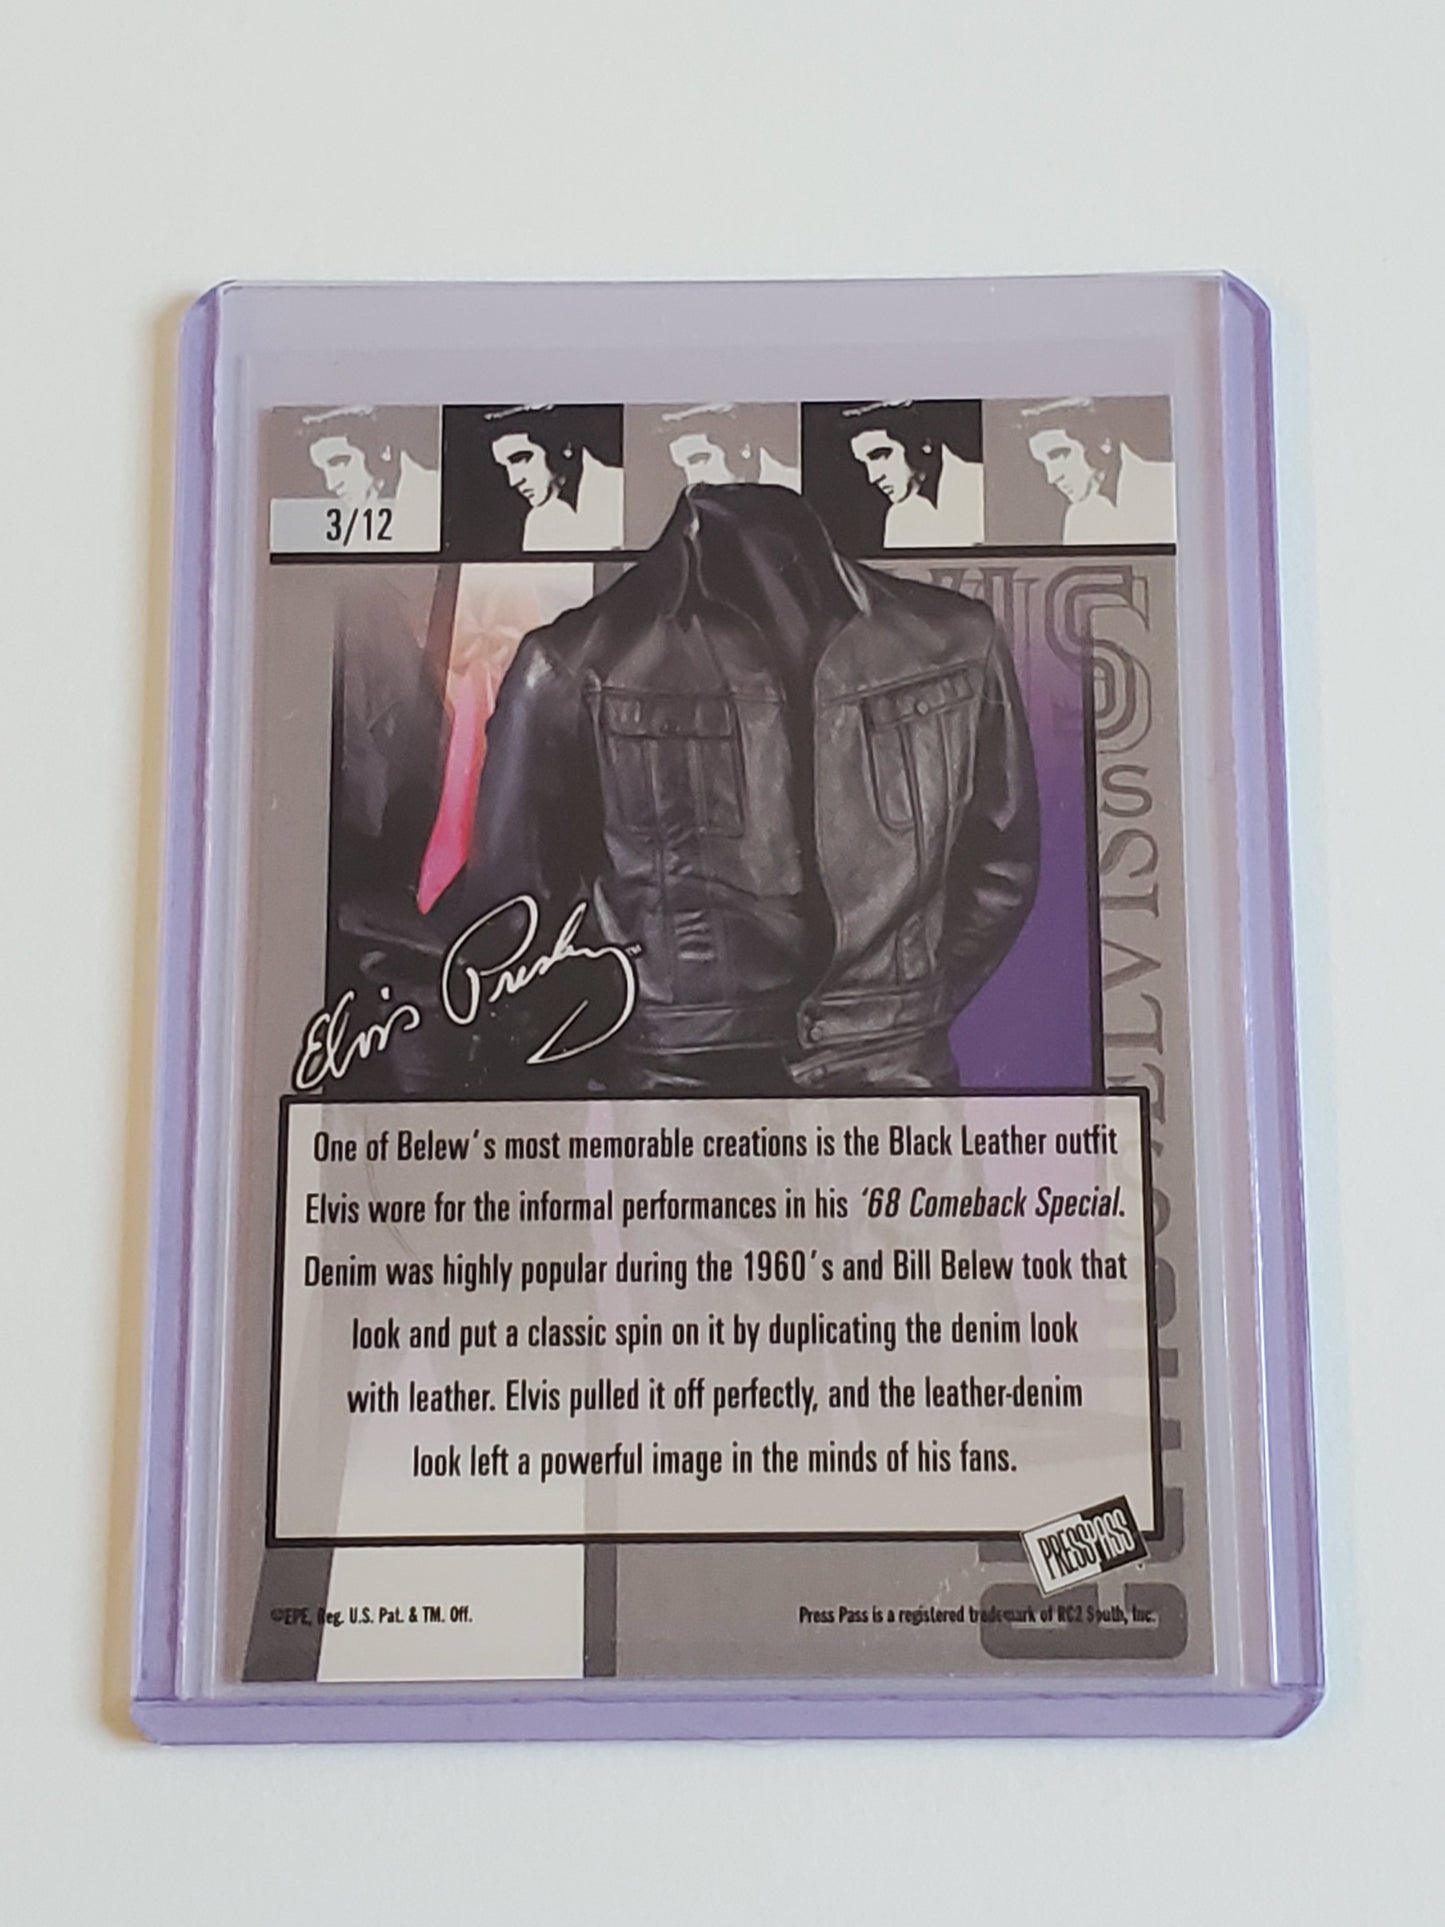 3/12
ELVIS
Elvis Presley™
One of Belew's most memorable creations is the Black Leather outfit
Elvis wore for the informal performances in his '68 Comeback Special.
Denim was highly popular during the 1960's and Bill Belew took that
look and put a classic spin on it by duplicating the denim look
with leather. Elvis pulled it off perfectly, and the leather-denim
look left a powerful image in the minds of his fans.
PRESS PASS
©EPE, Reg. U.S. Pat. & TM. Off.
Press Pass is a registered trademark of RC2 South, Inc.